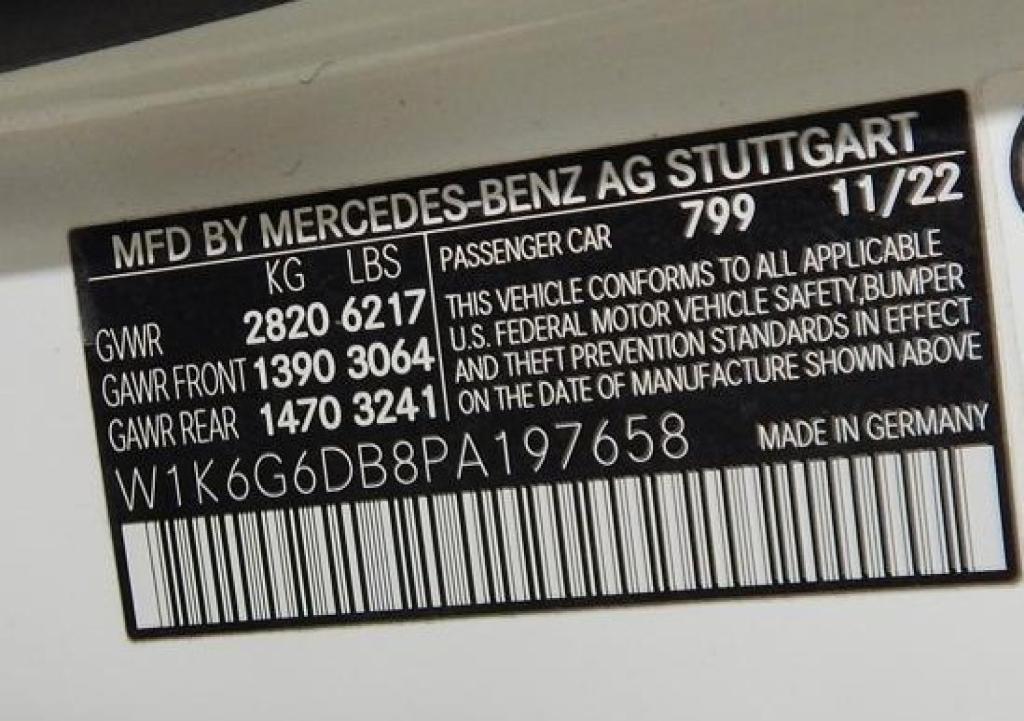 MFD BY MERCEDES-BENZ AG STUTTGART
KG LBS
GVWR 2820 6217
GAWR FRONT 1390 3064
GAWR REAR 1470 3241
PASSENGER CAR 799 11/22
THIS VEHICLE CONFORMS TO ALL APPLICABLE
U.S. FEDERAL MOTOR VEHICLE SAFETY,BUMPER
AND THEFT PREVENTION STANDARDS IN EFFECT
ON THE DATE OF MANUFACTURE SHOWN ABOVE
W1K6G6DB8PA197658
MADE IN GERMANY